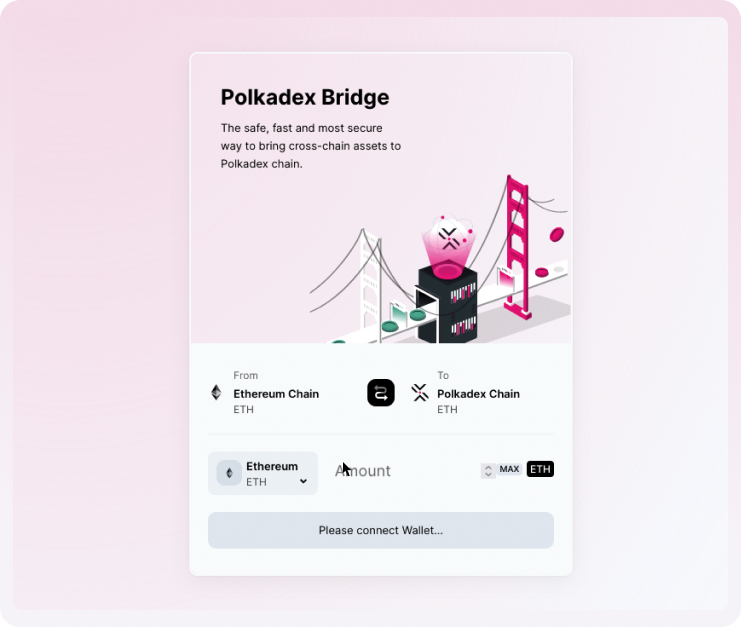 Polkadex Bridge
The safe, fast and most secure
way to bring cross-chain assets to
Polkadex chain.
From
Ethereum Chain
ETH
To
Polkadex Chain
ETH
Ethereum
ETH
Amount
MAX
ETH
Please connect Wallet...